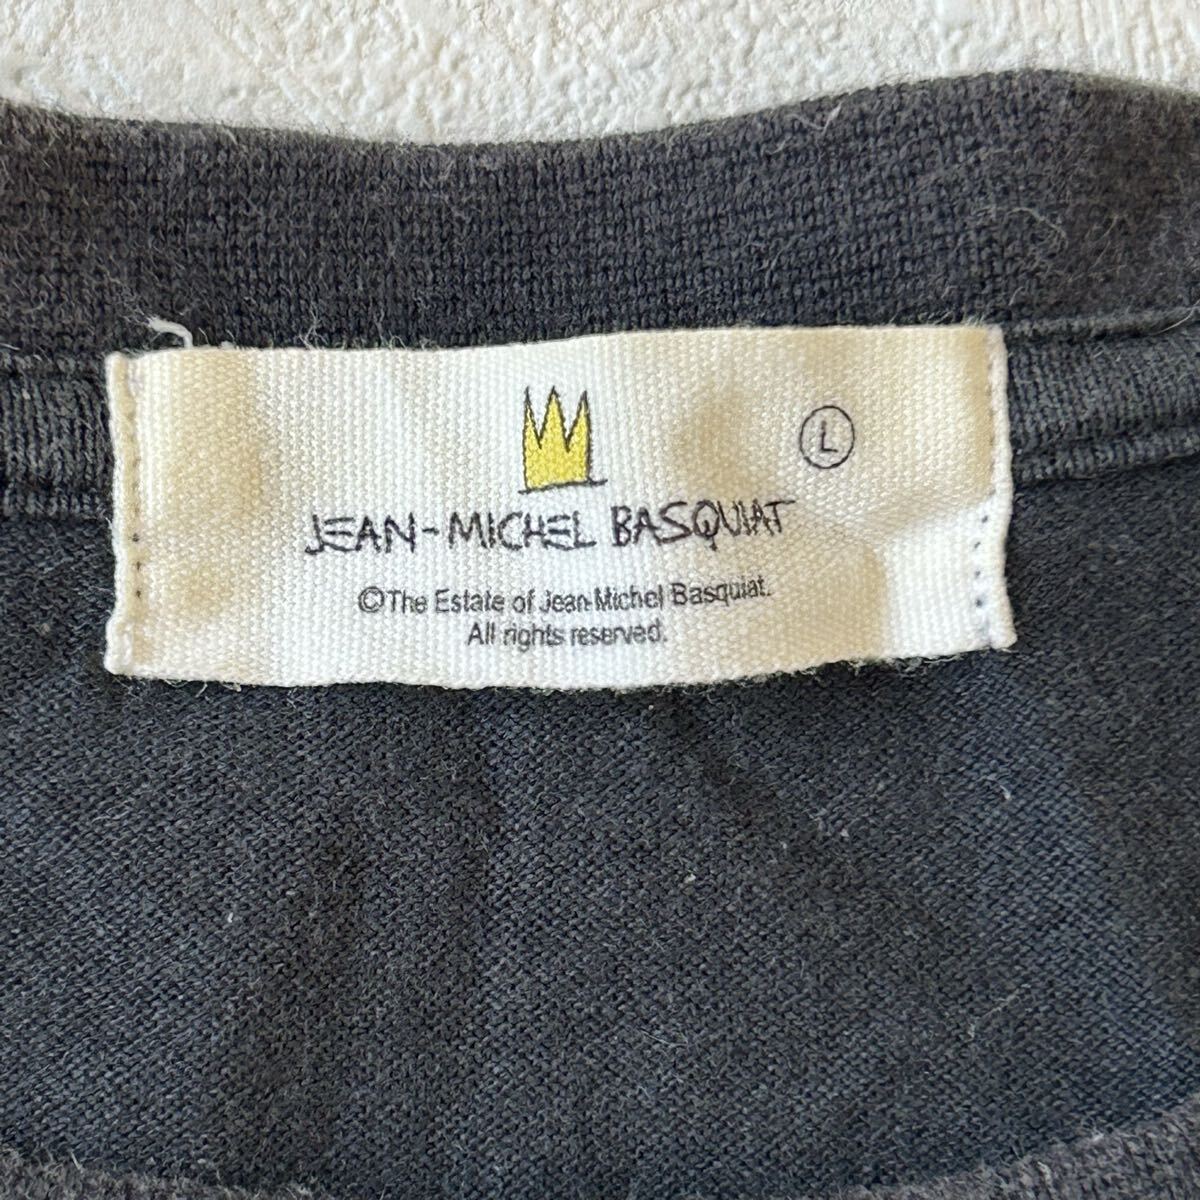 L
JEAN-MICHEL BASQUIAT
©The Estate of Jean-Michel Basquiat.
All rights reserved.